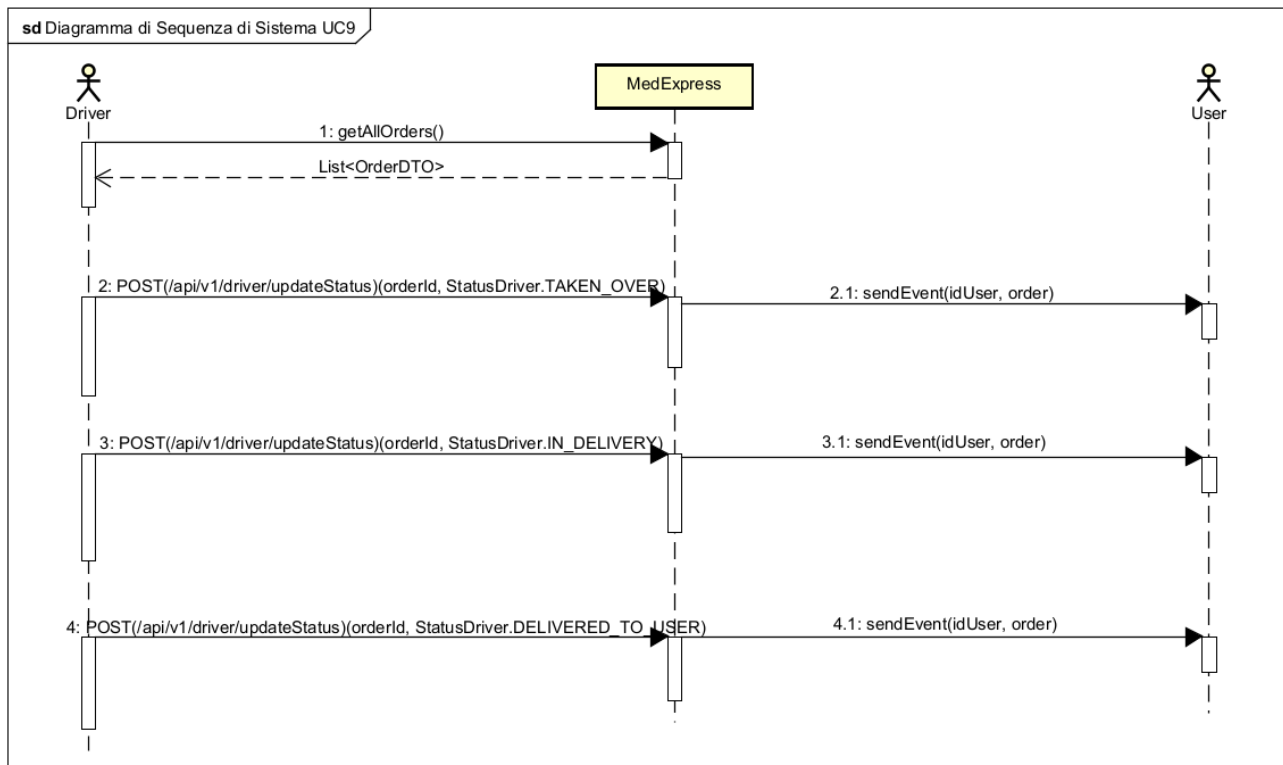 sd Diagramma di Sequenza di Sistema UC9
Driver
MedExpress
User
1: getAllOrders()
List<OrderDTO>
2: POST(/api/v1/driver/updateStatus)(orderId, StatusDriver.TAKEN_OVER)
2.1: sendEvent(idUser, order)
3: POST(/api/v1/driver/updateStatus)(orderId, StatusDriver.IN_DELIVERY)
3.1: sendEvent(idUser, order)
4: POST(/api/v1/driver/updateStatus)(orderId, StatusDriver.DELIVERED_TO_USER)
4.1: sendEvent(idUser, order)